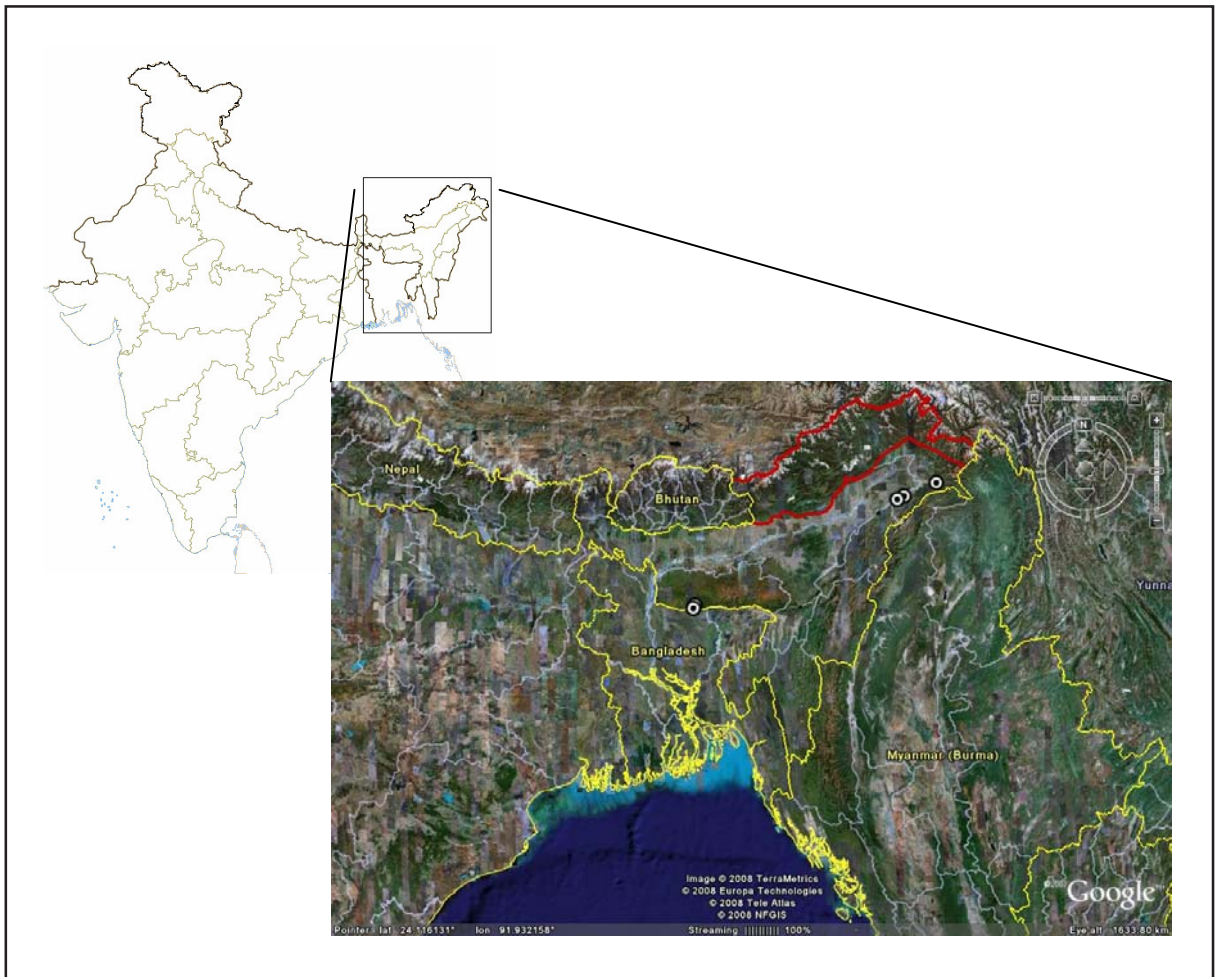 N
Nepal
Bhutan
Yunna
Bangladesh
Myanmar (Burma)
Image © 2008 TerraMetrics
© 2008 Europa Technologies
© 2008 Tele Atlas
© 2008 NFGIS
Google
Pointer lat 24.116131° lon 91.932158° Streaming |||||||||| 100% Eye alt 1633.80 km